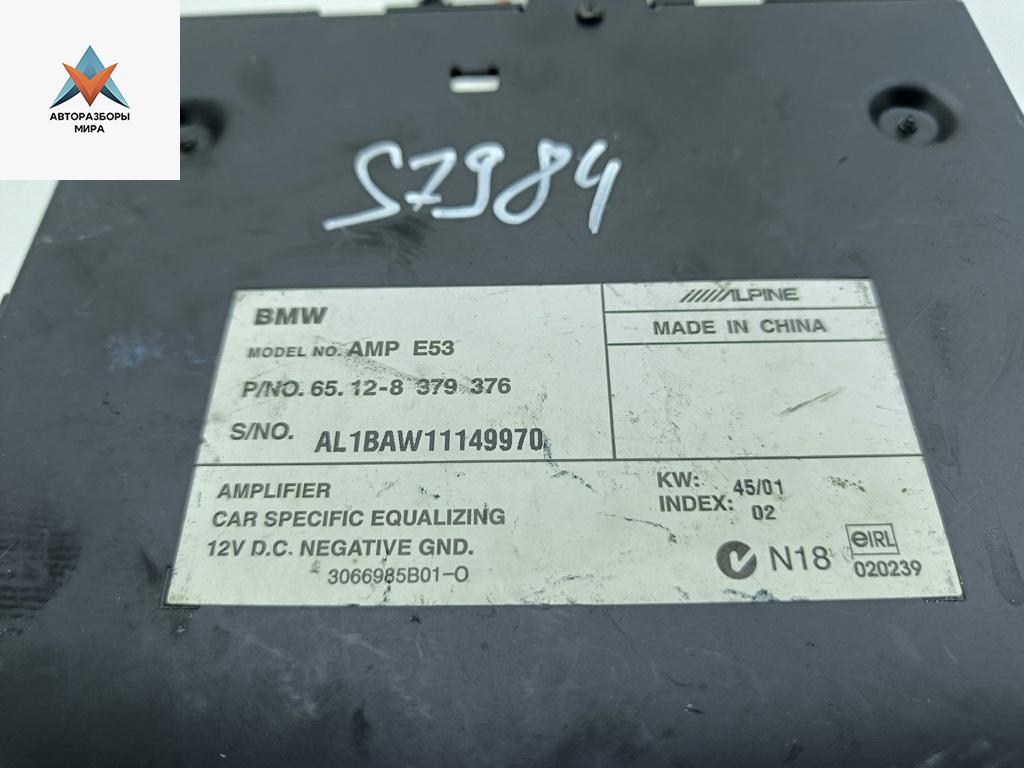 АВТОРАЗБОРЫ
МИРА
S7984
BMW
MODEL NO. AMP E53
P/NO. 65. 12-8 379 376
S/NO. AL1BAW11149970
ALPINE
MADE IN CHINA
AMPLIFIER
CAR SPECIFIC EQUALIZING
12V D.C. NEGATIVE GND.
3066985B01-O
KW: 45/01
INDEX: 02
N18
eIRL
020239